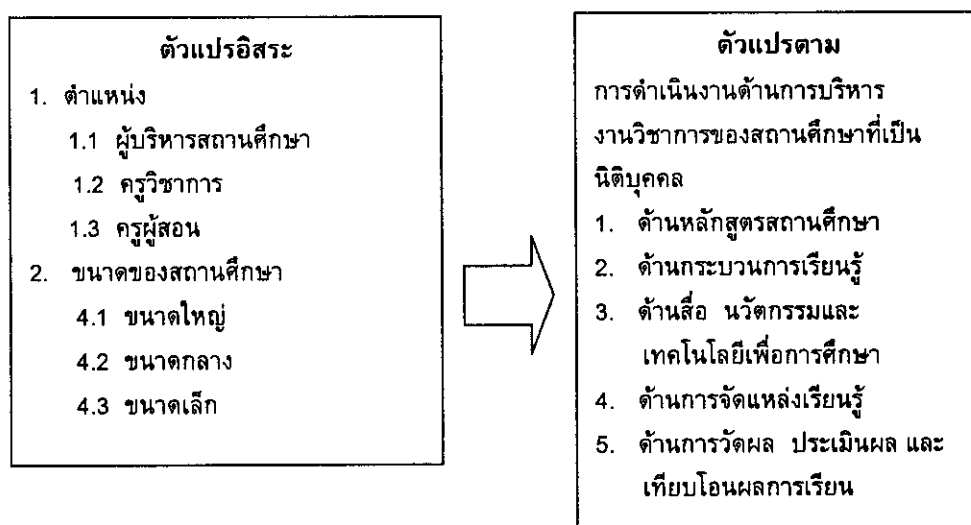 ตัวแปรอิสระ
1. ตำแหน่ง
1.1 ผู้บริหารสถานศึกษา
1.2 ครูวิชาการ
1.3 ครูผู้สอน
2. ขนาดของสถานศึกษา
4.1 ขนาดใหญ่
4.2 ขนาดกลาง
4.3 ขนาดเล็ก
ตัวแปรตาม
การดำเนินงานด้านการบริหาร
งานวิชาการของสถานศึกษาที่เป็น
นิติบุคคล
1. ด้านหลักสูตรสถานศึกษา
2. ด้านกระบวนการเรียนรู้
3. ด้านสื่อ นวัตกรรมและ
เทคโนโลยีเพื่อการศึกษา
4. ด้านการจัดแหล่งเรียนรู้
5. ด้านการวัดผล ประเมินผล และ
เทียบโอนผลการเรียน